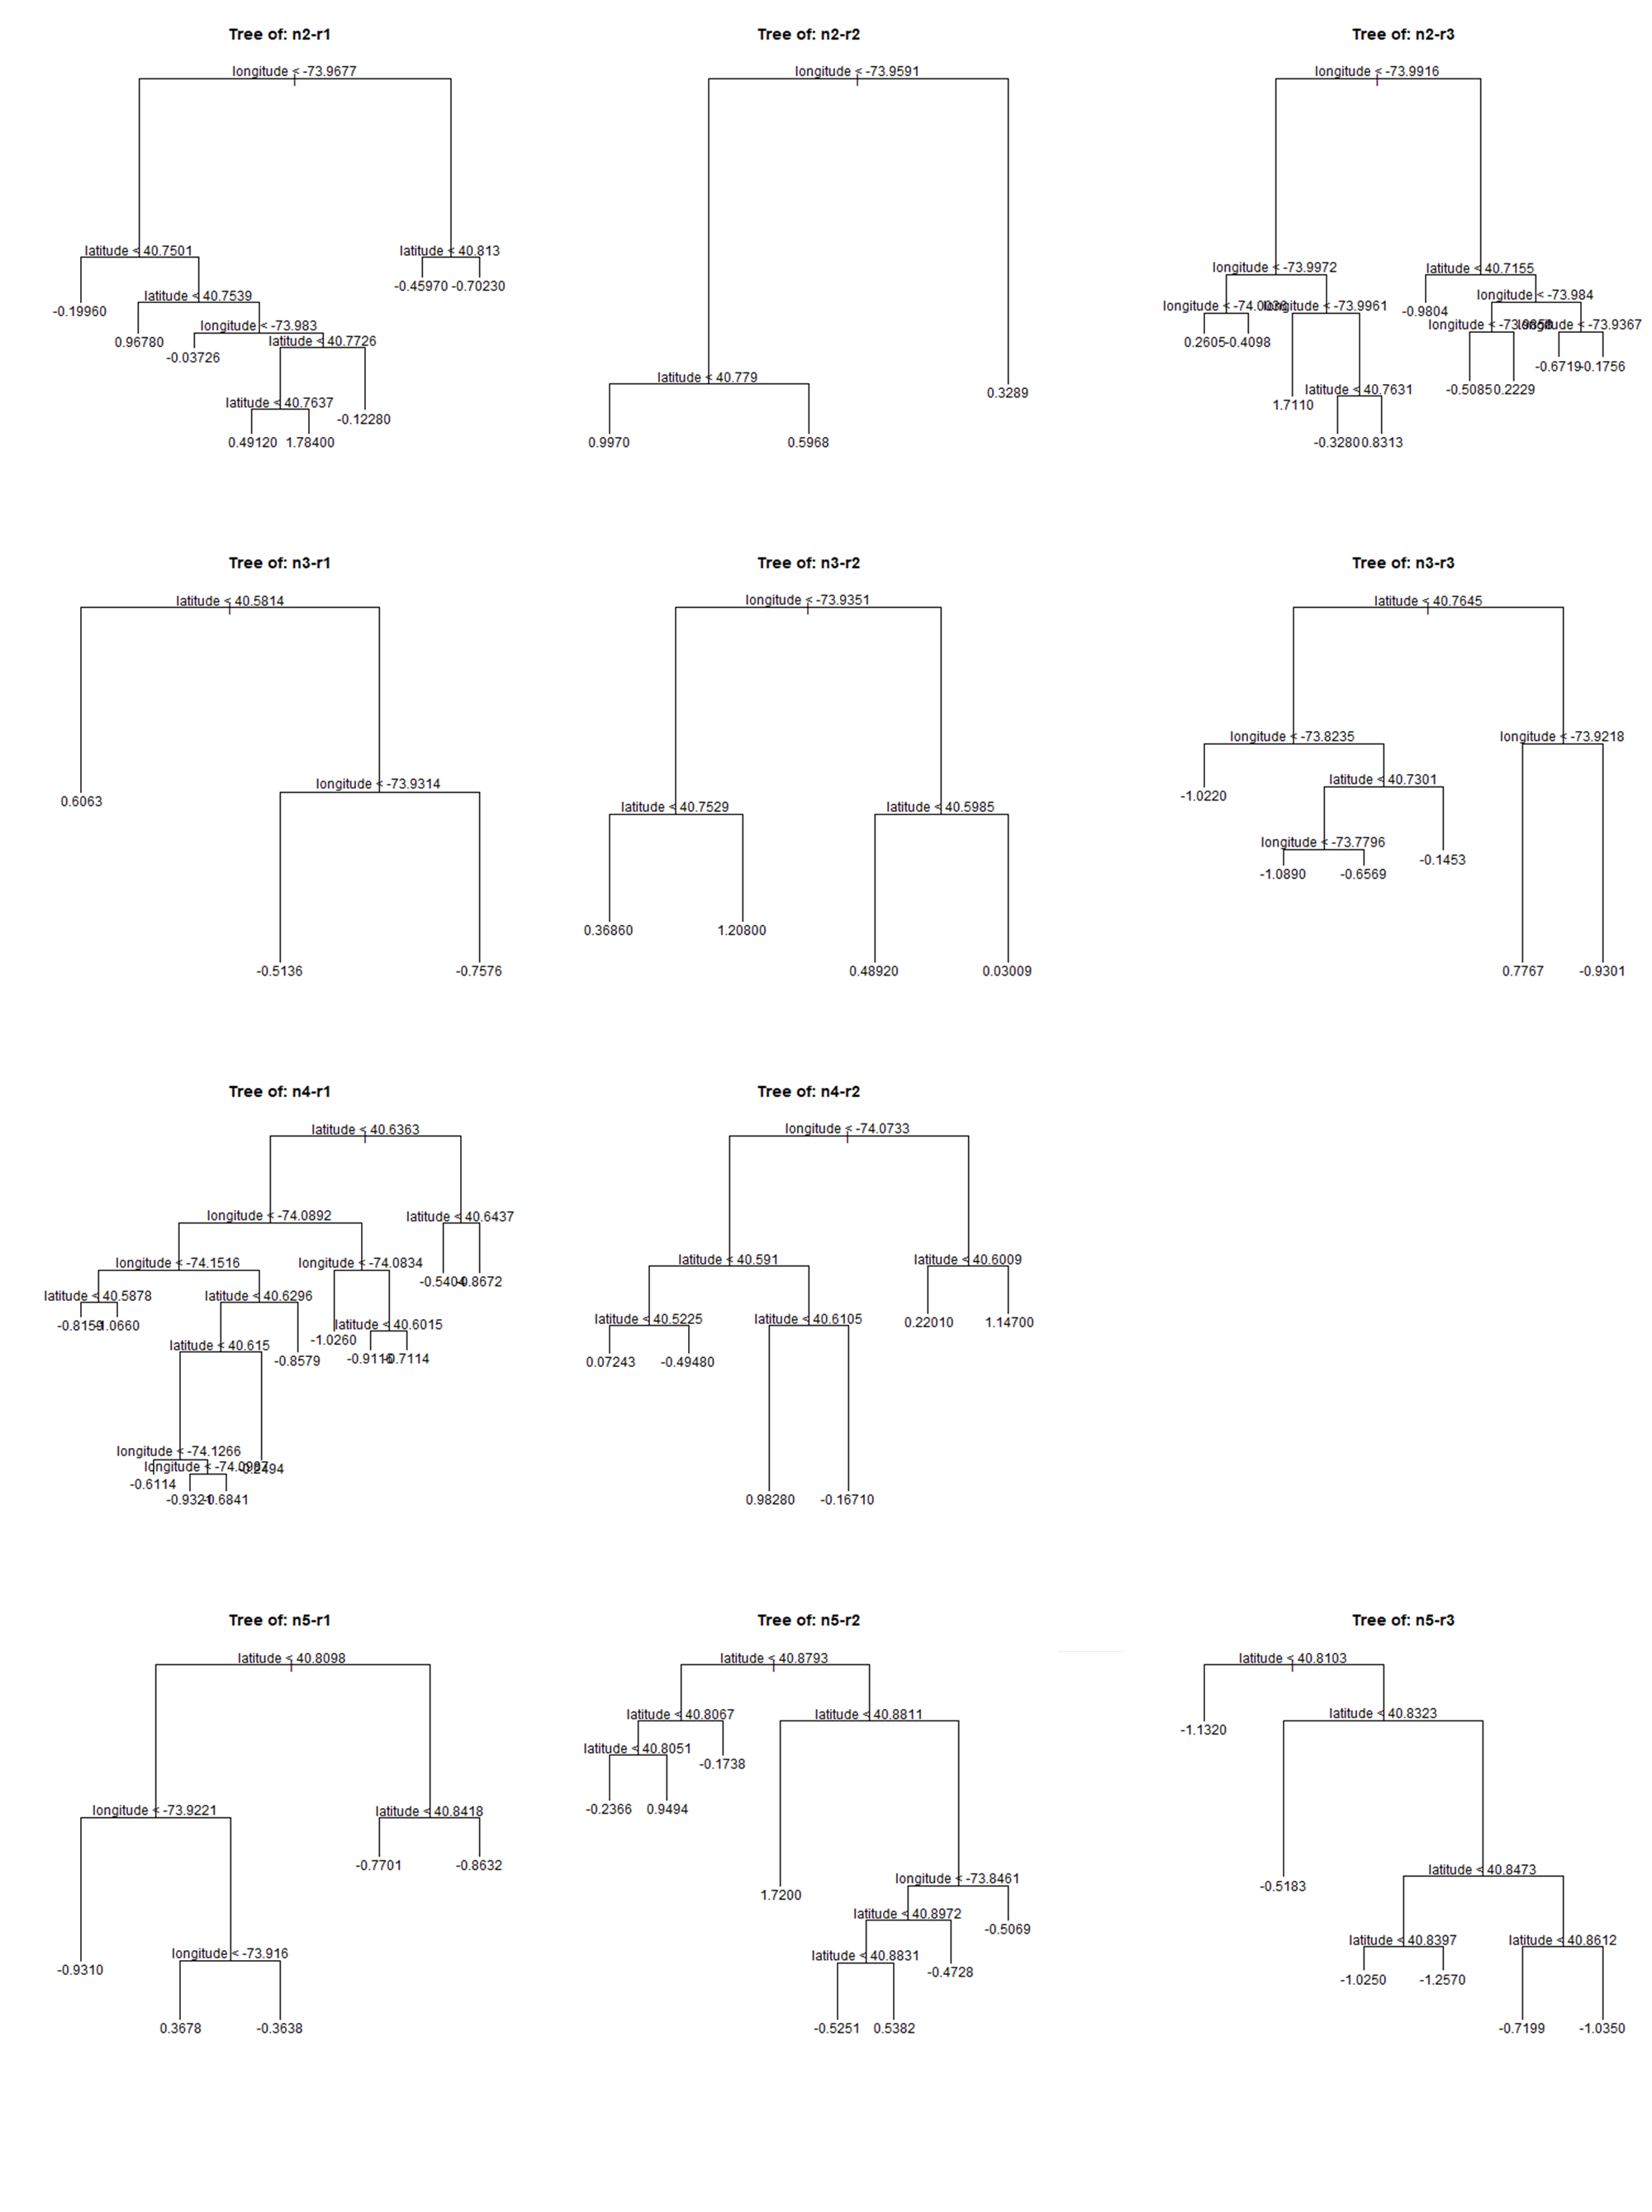 Tree of: n2-r1
longitude < -73.9677
latitude < 40.7501
latitude < 40.813
-0.45970 -0.70230
latitude < 40.7539
-0.19960
longitude < -73.983
0.96780
latitude < 40.7726
-0.03726
latitude < 40.7637
-0.12280
0.49120 1.78400
Tree of: n2-r2
longitude < -73.9591
latitude < 40.779
0.3289
0.9970
0.5968
Tree of: n2-r3
longitude < -73.9916
longitude < -73.9972
latitude < 40.7155
longitude < -73.984
longitude <
longitude < -73.9961
-0.9804
longitude <
longitude < -73.9367
0.2605 -0.4098
-0.6719 -0.1756
latitude < 40.7631
-0.5085 0.2229
1.7110
-0.3280 0.8313
Tree of: n3-r1
latitude < 40.5814
longitude < -73.9314
0.6063
-0.5136
-0.7576
Tree of: n3-r2
longitude < -73.9351
latitude < 40.7529
latitude < 40.5985
0.36860
1.20800
0.48920
0.03009
Tree of: n3-r3
latitude < 40.7645
longitude < -73.8235
longitude < -73.9218
latitude < 40.7301
-1.0220
longitude < -73.7796
-0.1453
-1.0890
-0.6569
0.7767
-0.9301
Tree of: n4-r1
latitude < 40.6363
longitude < -74.0892
latitude < 40.6437
longitude < -74.1516
longitude < -74.0834
-0.5404 -0.8672
latitude < 40.5878
latitude < 40.6296
-0.8159 -1.0660
latitude < 40.6015
-1.0260
latitude < 40.615
-0.8579
-0.7114
longitude < -74.1266
longitude <
-0.6114
-0.6841
Tree of: n4-r2
longitude < -74.0733
latitude < 40.591
latitude < 40.6009
latitude < 40.5225
latitude < 40.6105
0.22010
1.14700
0.07243
-0.49480
0.98280
-0.16710
Tree of: n5-r1
latitude < 40.8098
longitude < -73.9221
latitude < 40.8418
-0.7701
-0.8632
longitude < -73.916
-0.9310
0.3678
-0.3638
Tree of: n5-r2
latitude < 40.8793
latitude < 40.8067
latitude < 40.8811
latitude < 40.8051
-0.1738
-0.2366
0.9494
longitude < -73.8461
1.7200
latitude < 40.8972
-0.5069
latitude < 40.8831
-0.4728
-0.5251
0.5382
Tree of: n5-r3
latitude < 40.8103
latitude < 40.8323
-1.1320
latitude < 40.8473
-0.5183
latitude < 40.8397
latitude < 40.8612
-1.0250
-1.2570
-0.7199
-1.0350